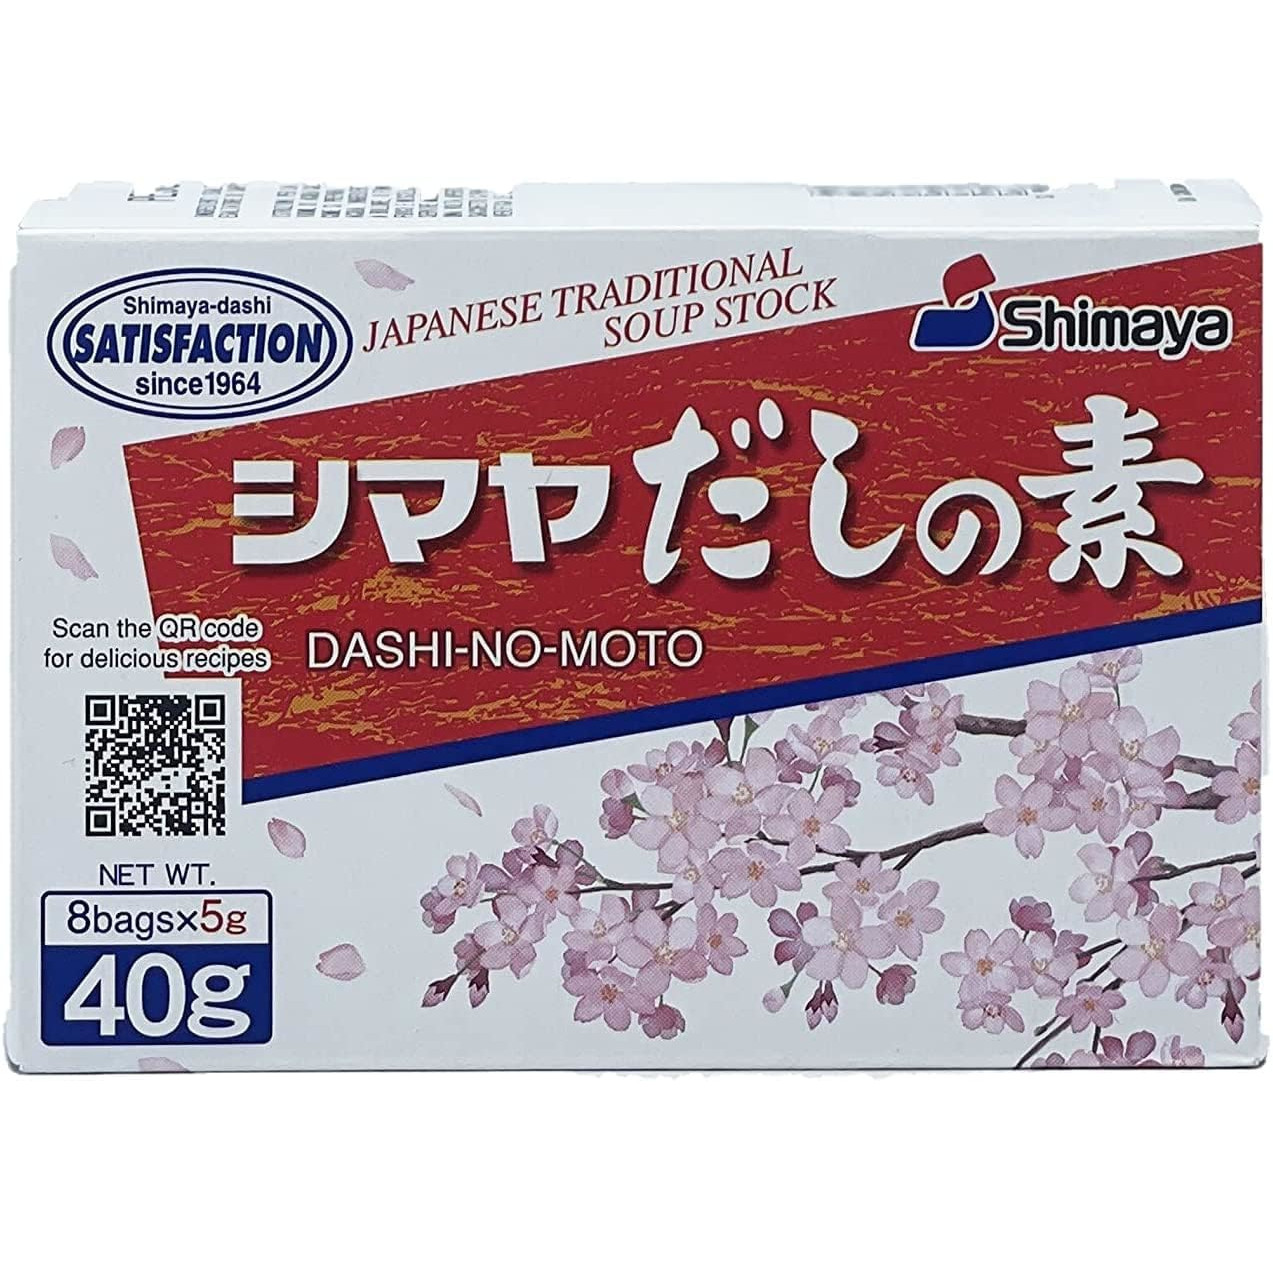 Shimaya-dashi
SATISFACTION
since1964
JAPANESE TRADITIONAL
SOUP STOCK
Shimaya
シマヤだしの素
DASHI-NO-MOTO
Scan the QR code
for delicious recipes
NET WT.
8bags×5g
40g